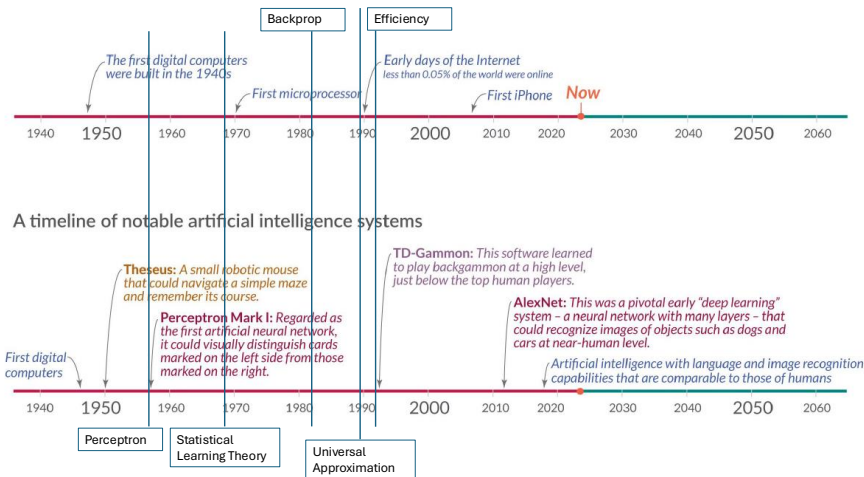 Backprop
Efficiency
The first digital computers
were built in the 1940s
Early days of the Internet
less than 0.05% of the world were online
First microprocessor
First iPhone
Now
1940 1950 1960 1970 1980 1990 2000 2010 2020 2030 2040 2050 2060
A timeline of notable artificial intelligence systems
TD-Gammon: This software learned
to play backgammon at a high level,
just below the top human players.
Theseus: A small robotic mouse
that could navigate a simple maze
and remember its course.
AlexNet: This was a pivotal early “deep learning”
system – a neural network with many layers – that
could recognize images of objects such as dogs and
cars at near-human level.
Perceptron Mark I: Regarded as
the first artificial neural network,
it could visually distinguish cards
marked on the left side from those
marked on the right.
First digital
computers
Artificial intelligence with language and image recognition
capabilities that are comparable to those of humans
1940 1950 1960 1970 1980 1990 2000 2010 2020 2030 2040 2050 2060
Perceptron
Statistical
Learning Theory
Universal
Approximation